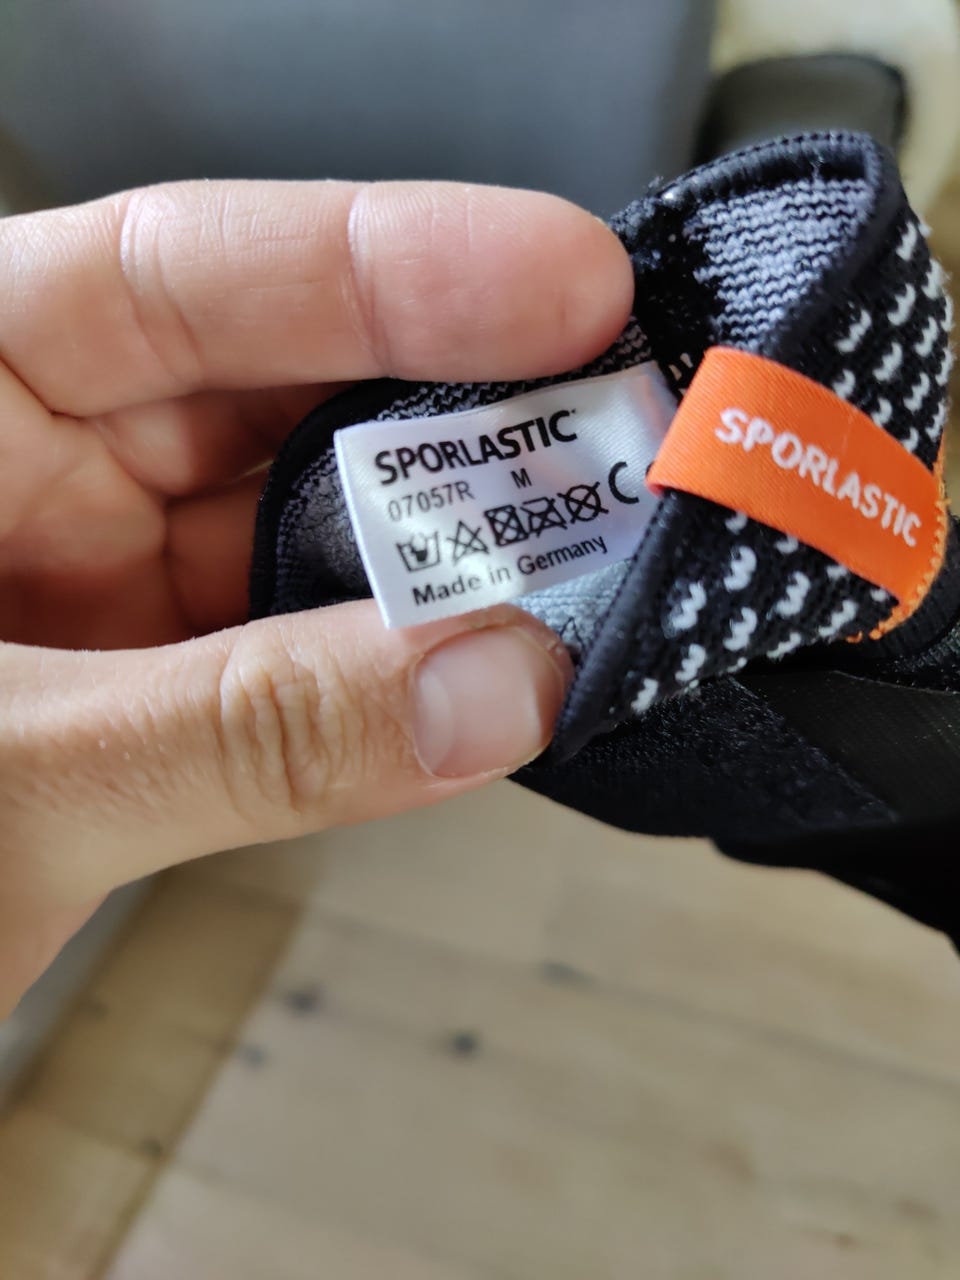 SPORLASTIC
07057R M
C
Made in Germany
SPORLASTIC